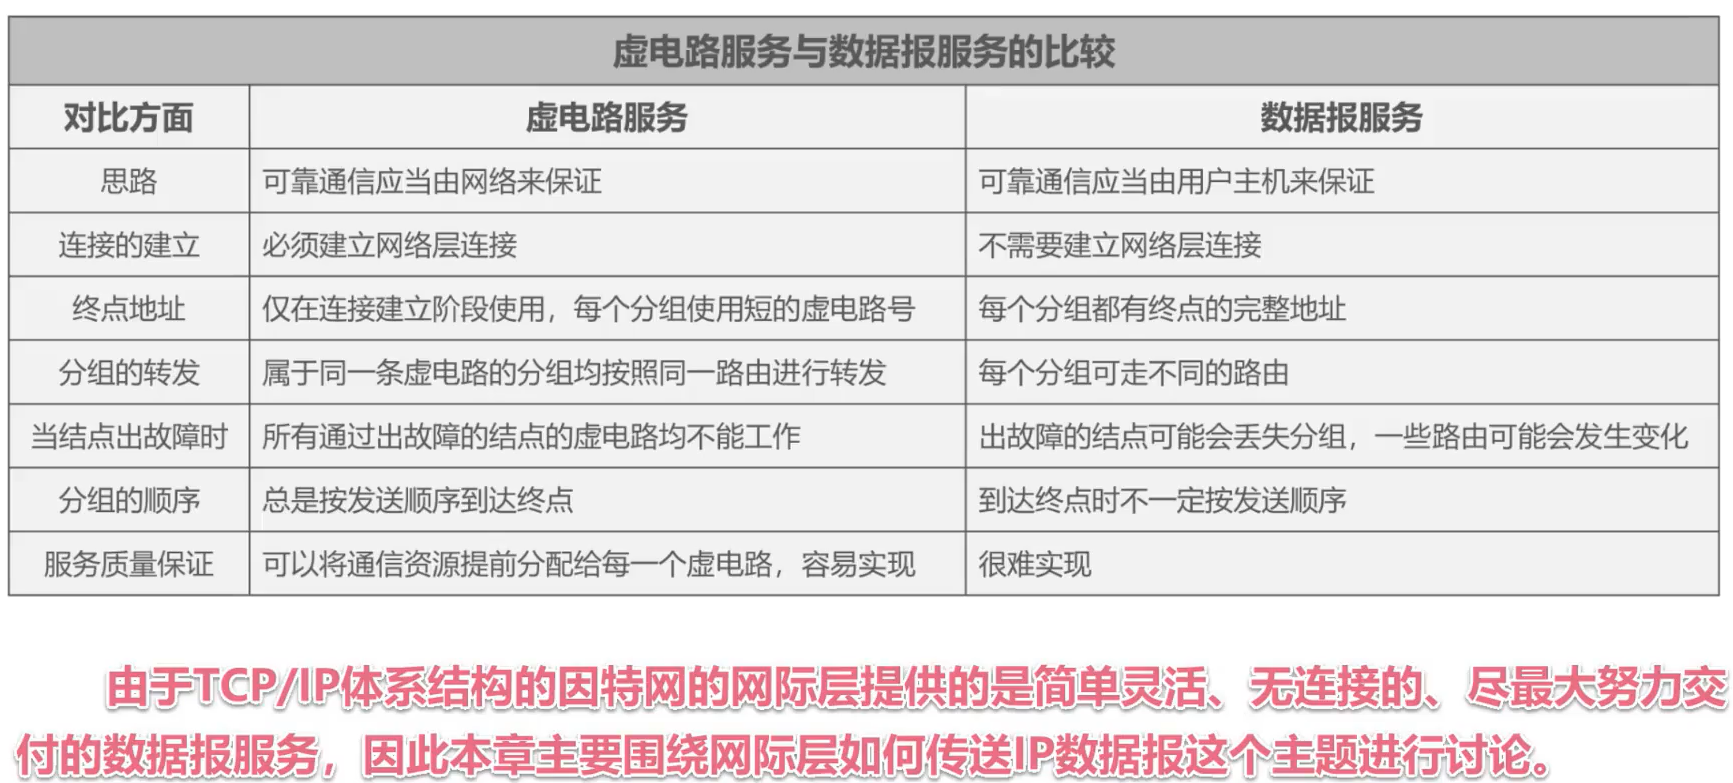 虚电路服务与数据报服务的比较
对比方面 虚电路服务 数据报服务
思路 可靠通信应当由网络来保证 可靠通信应当由用户主机来保证
连接的建立 必须建立网络层连接 不需要建立网络层连接
终点地址 仅在连接建立阶段使用，每个分组使用短的虚电路号 每个分组都有终点的完整地址
分组的转发 属于同一条虚电路的分组均按照同一路由进行转发 每个分组可走不同的路由
当结点出故障时 所有通过出故障的结点的虚电路均不能工作 出故障的结点可能会丢失分组，一些路由可能会发生变化
分组的顺序 总是按发送顺序到达终点 到达终点时不一定按发送顺序
服务质量保证 可以将通信资源提前分配给每一个虚电路，容易实现 很难实现
由于TCP/IP体系结构的因特网的网际层提供的是简单灵活、无连接的、尽最大努力交
付的数据报服务，因此本章主要围绕网际层如何传送IP数据报这个主题进行讨论。